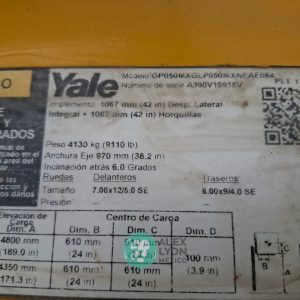 PLT 1
Yale
Modelo GP050MXGLP050MXNEAE084
Número de serie A390V15918V
O
E
Y
GRADOS
Implemento 1067 mm (42 in) Desp. Lateral
Integral + 1067 mm (42 in) Horquillas
Peso 4130 kg (9110 lb)
Anchura Eje 970 mm (38.2 in)
Inclinación atrás 6.0 Grados
Ruedas Delanteros Traseros
Tamaño 7.00x12/5.0 SE 6.00x9/4.0 SE
Presión
Elevación de Carga
Dim. A
Centro de Carga
Dim. B Dim. C Dim. D
4800 mm 610 mm 610 mm 100 mm
189.0 in) (24 in) (24 in) (3.9 in)
4350 mm 610 mm 610 mm
171.3 in) (24 in) (24 in)
ALEX LYON
MEXICO